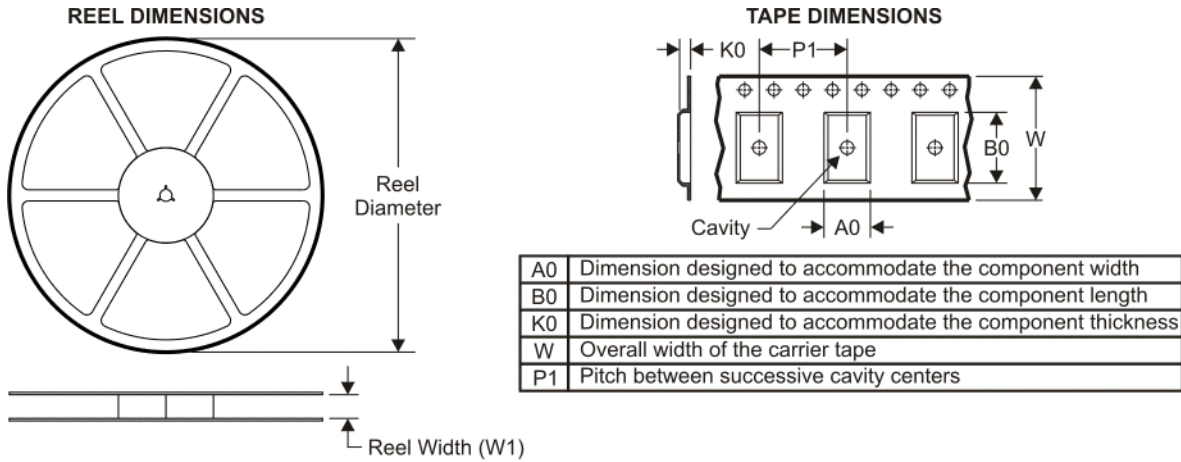 REEL DIMENSIONS
Reel
Diameter
Reel Width (W1)
TAPE DIMENSIONS
K0
P1
B0
W
Cavity
A0
A0 Dimension designed to accommodate the component width
B0 Dimension designed to accommodate the component length
K0 Dimension designed to accommodate the component thickness
W Overall width of the carrier tape
P1 Pitch between successive cavity centers